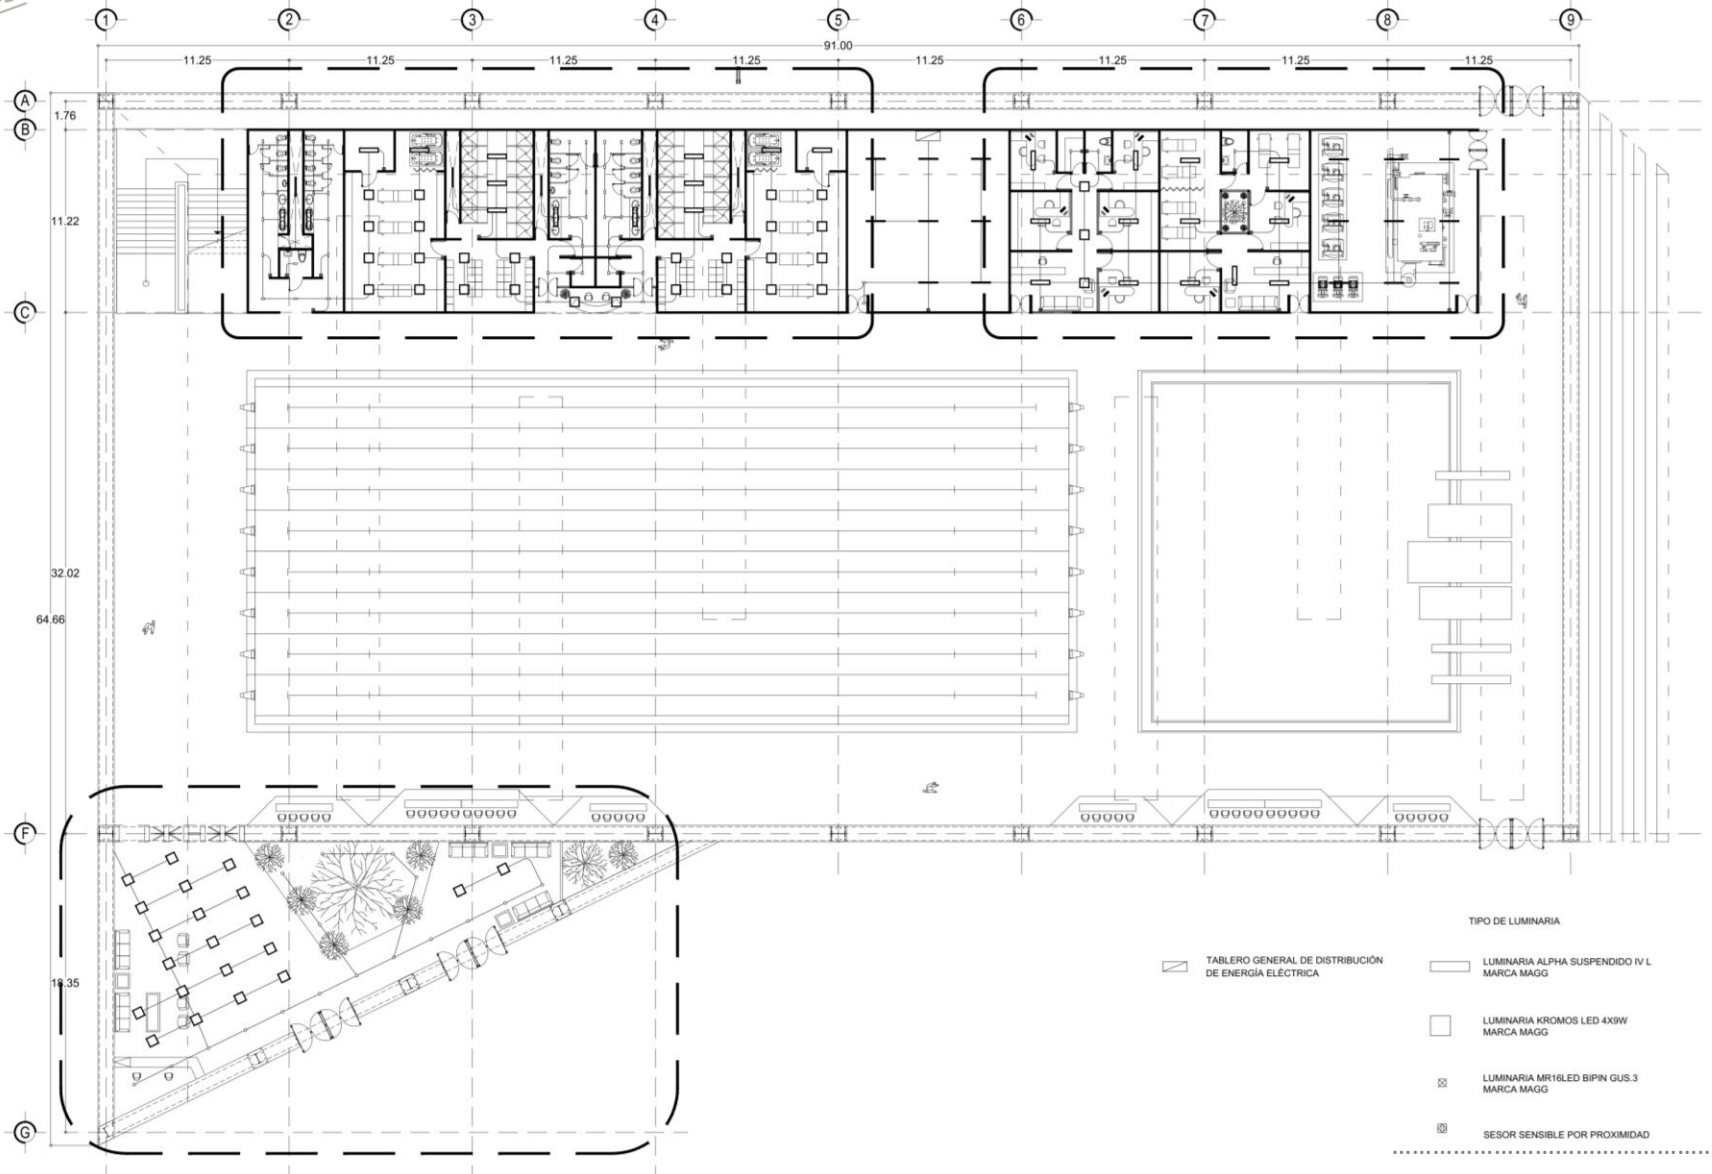 1 2 3 4 5 6 7 8 9
91.00
11.25 11.25 11.25 11.25 11.25 11.25 11.25 11.25
A
1.76
B
11.22
C
32.02
64.66
F
18.35
G
TIPO DE LUMINARIA
TABLERO GENERAL DE DISTRIBUCIÓN
DE ENERGÍA ELÉCTRICA
LUMINARIA ALPHA SUSPENDIDO IV L
MARCA MAGG
LUMINARIA KROMOS LED 4X9W
MARCA MAGG
LUMINARIA MR16LED BIPIN GUS.3
MARCA MAGG
SESOR SENSIBLE POR PROXIMIDAD